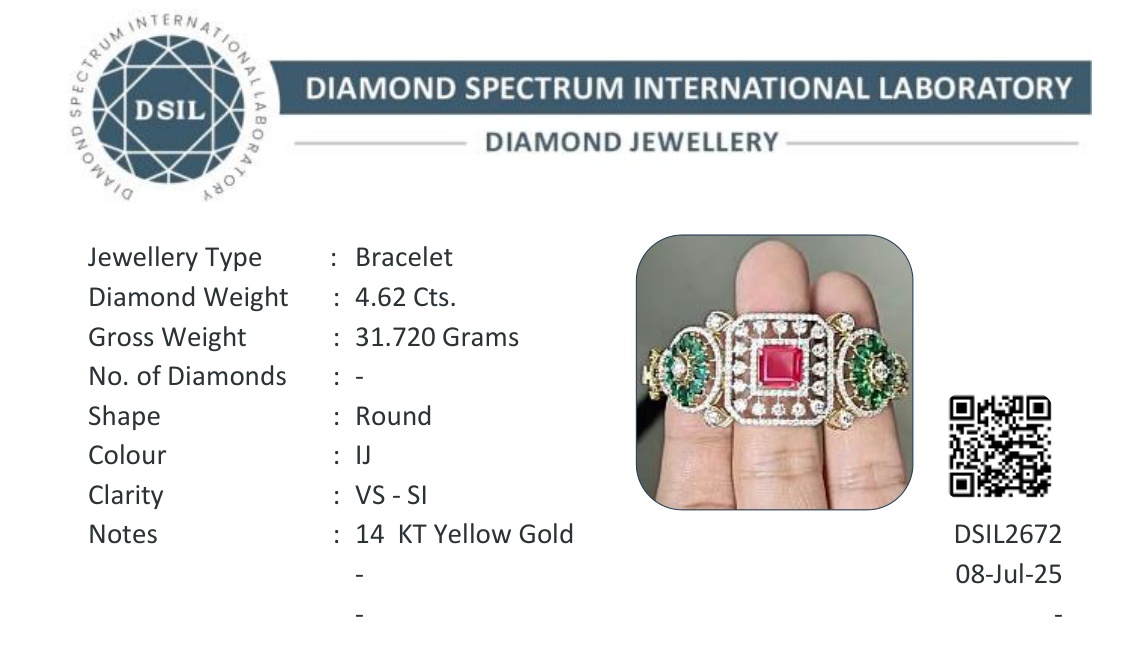 DIAMOND SPECTRUM INTERNATIONAL LABORATORY
DSIL
DIAMOND SPECTRUM INTERNATIONAL LABORATORY
DIAMOND JEWELLERY
Jewellery Type : Bracelet
Diamond Weight : 4.62 Cts.
Gross Weight : 31.720 Grams
No. of Diamonds : -
Shape : Round
Colour : IJ
Clarity : VS - SI
Notes : 14 KT Yellow Gold
-
-
DSIL2672
08-Jul-25
-